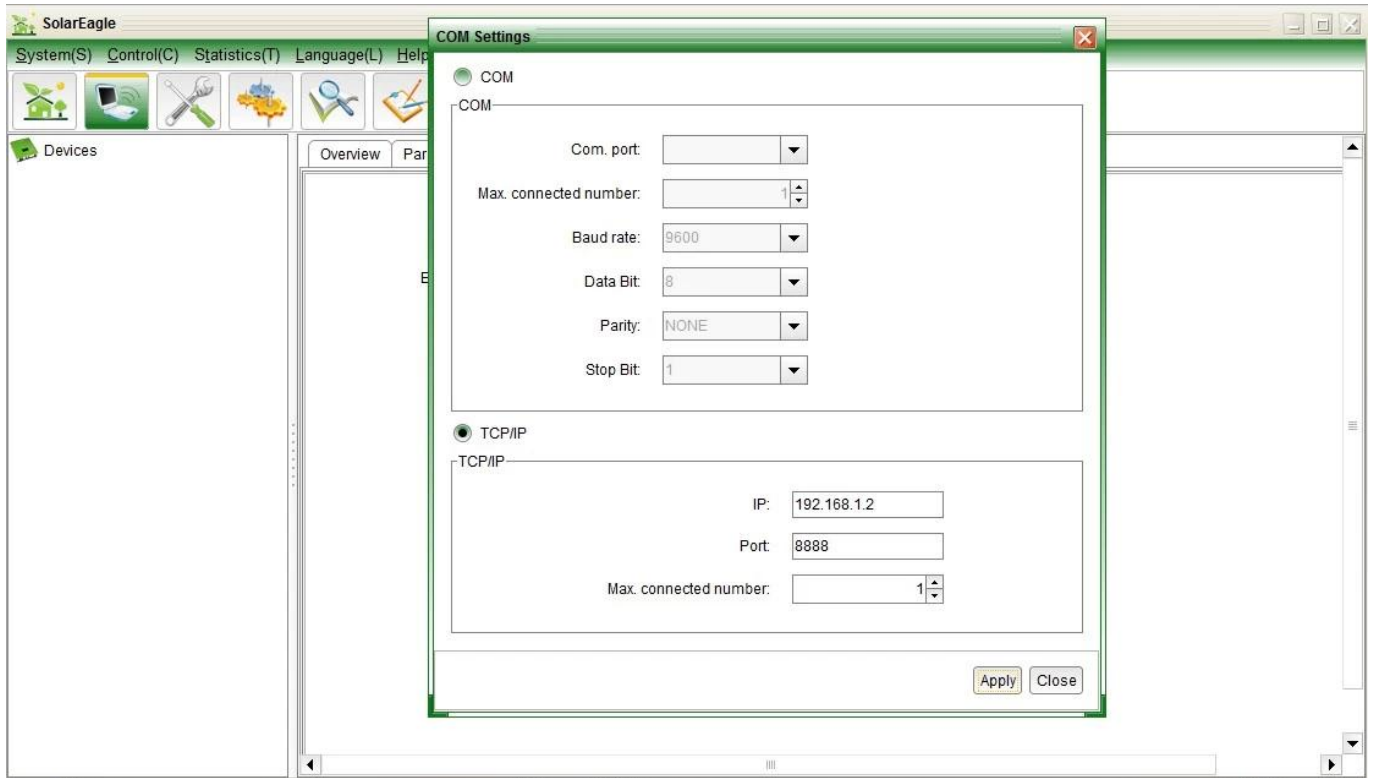 SolarEagle
System(S) Control(C) Statistics(T) Language(L) Help
Devices
Overview Par
E
COM Settings
COM
COM
Com. port:
Max. connected number: 1
Baud rate: 9600
Data Bit: 8
Parity: NONE
Stop Bit: 1
TCP/IP
TCP/IP
IP: 192.168.1.2
Port: 8888
Max. connected number: 1
Apply Close